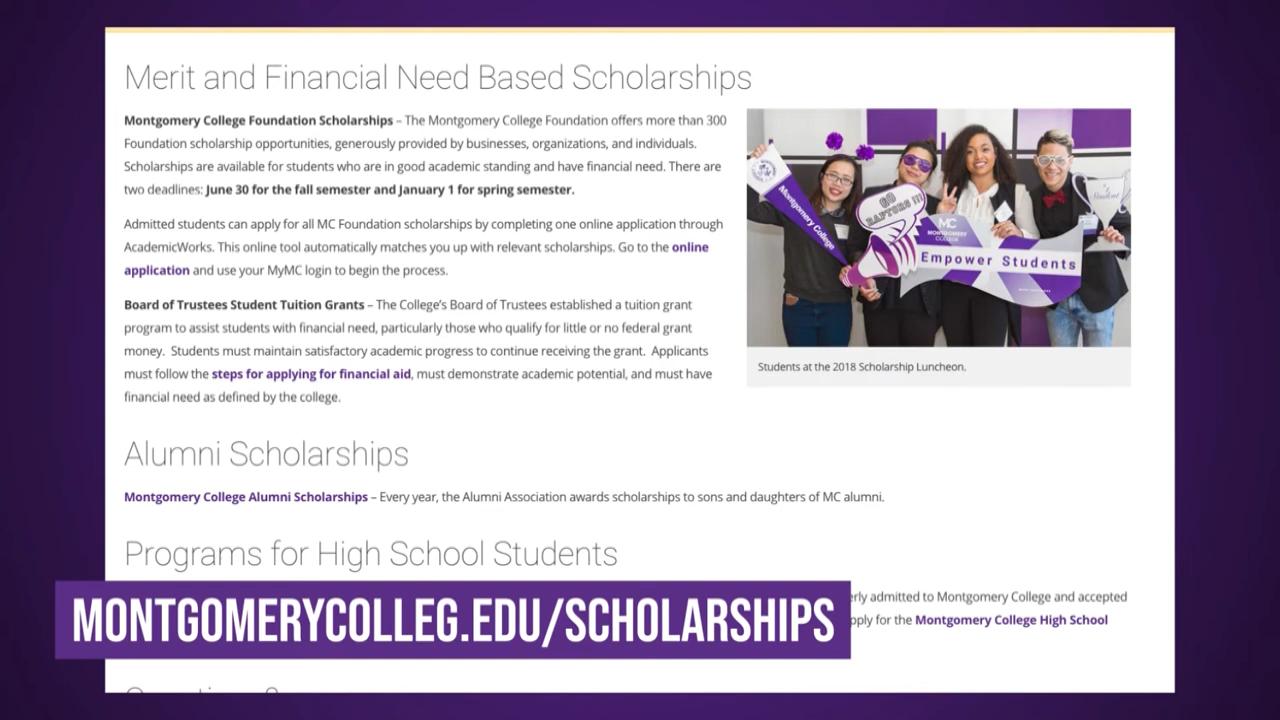 Merit and Financial Need Based Scholarships
Montgomery College Foundation Scholarships – The Montgomery College Foundation offers more than 300
Foundation scholarship opportunities, generously provided by businesses, organizations, and individuals.
Scholarships are available for students who are in good academic standing and have financial need. There are
two deadlines: June 30 for the fall semester and January 1 for spring semester.
Admitted students can apply for all MC Foundation scholarships by completing one online application through
AcademicWorks. This online tool automatically matches you up with relevant scholarships. Go to the online
application and use your MyMC login to begin the process.
Board of Trustees Student Tuition Grants – The College's Board of Trustees established a tuition grant
program to assist students with financial need, particularly those who qualify for little or no federal grant
money. Students must maintain satisfactory academic progress to continue receiving the grant. Applicants
must follow the steps for applying for financial aid, must demonstrate academic potential, and must have
financial need as defined by the college.
Montgomery College
GO
RAPTORS !!!
MC
MONTGOMERY
COLLEGE
Empower Students
Student
Students at the 2018 Scholarship Luncheon.
Alumni Scholarships
Montgomery College Alumni Scholarships – Every year, the Alumni Association awards scholarships to sons and daughters of MC alumni.
Programs for High School Students
erly admitted to Montgomery College and accepted
pply for the Montgomery College High School
MONTGOMERYCOLLEG.EDU/SCHOLARSHIPS